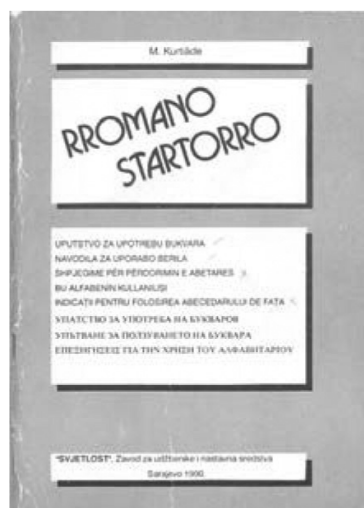 M. Kurtiàde
RROMANO
STARTORRO
UPUTSTVO ZA UPOTREBU BUKVARA
NAVODILA ZA UPORABO BERILA
SHPJEGIME PËR PËRDORIMIN E ABETARES
BU ALFABENIN KULLANILIŞI
INDICAŢII PENTRU FOLOSIREA ABECEDARULUI DE FAŢA
УПАТСТВО ЗА УПОТРЕБА НА БУКВАРОВ
УПЪТВАНЕ ЗА ПОЛЗУВАНЕТО НА БУКВАРА
ΕΠΕΞΗΓΗΣΕΙΣ ΓΙΑ ΤΗΝ ΧΡΗΣΗ ΤΟΥ ΑΛΦΑΒΗΤΑΡΙΟΥ
"SVJETLOST", Zavod za udžbenike i nastavna sredstva
Sarajevo 1990.